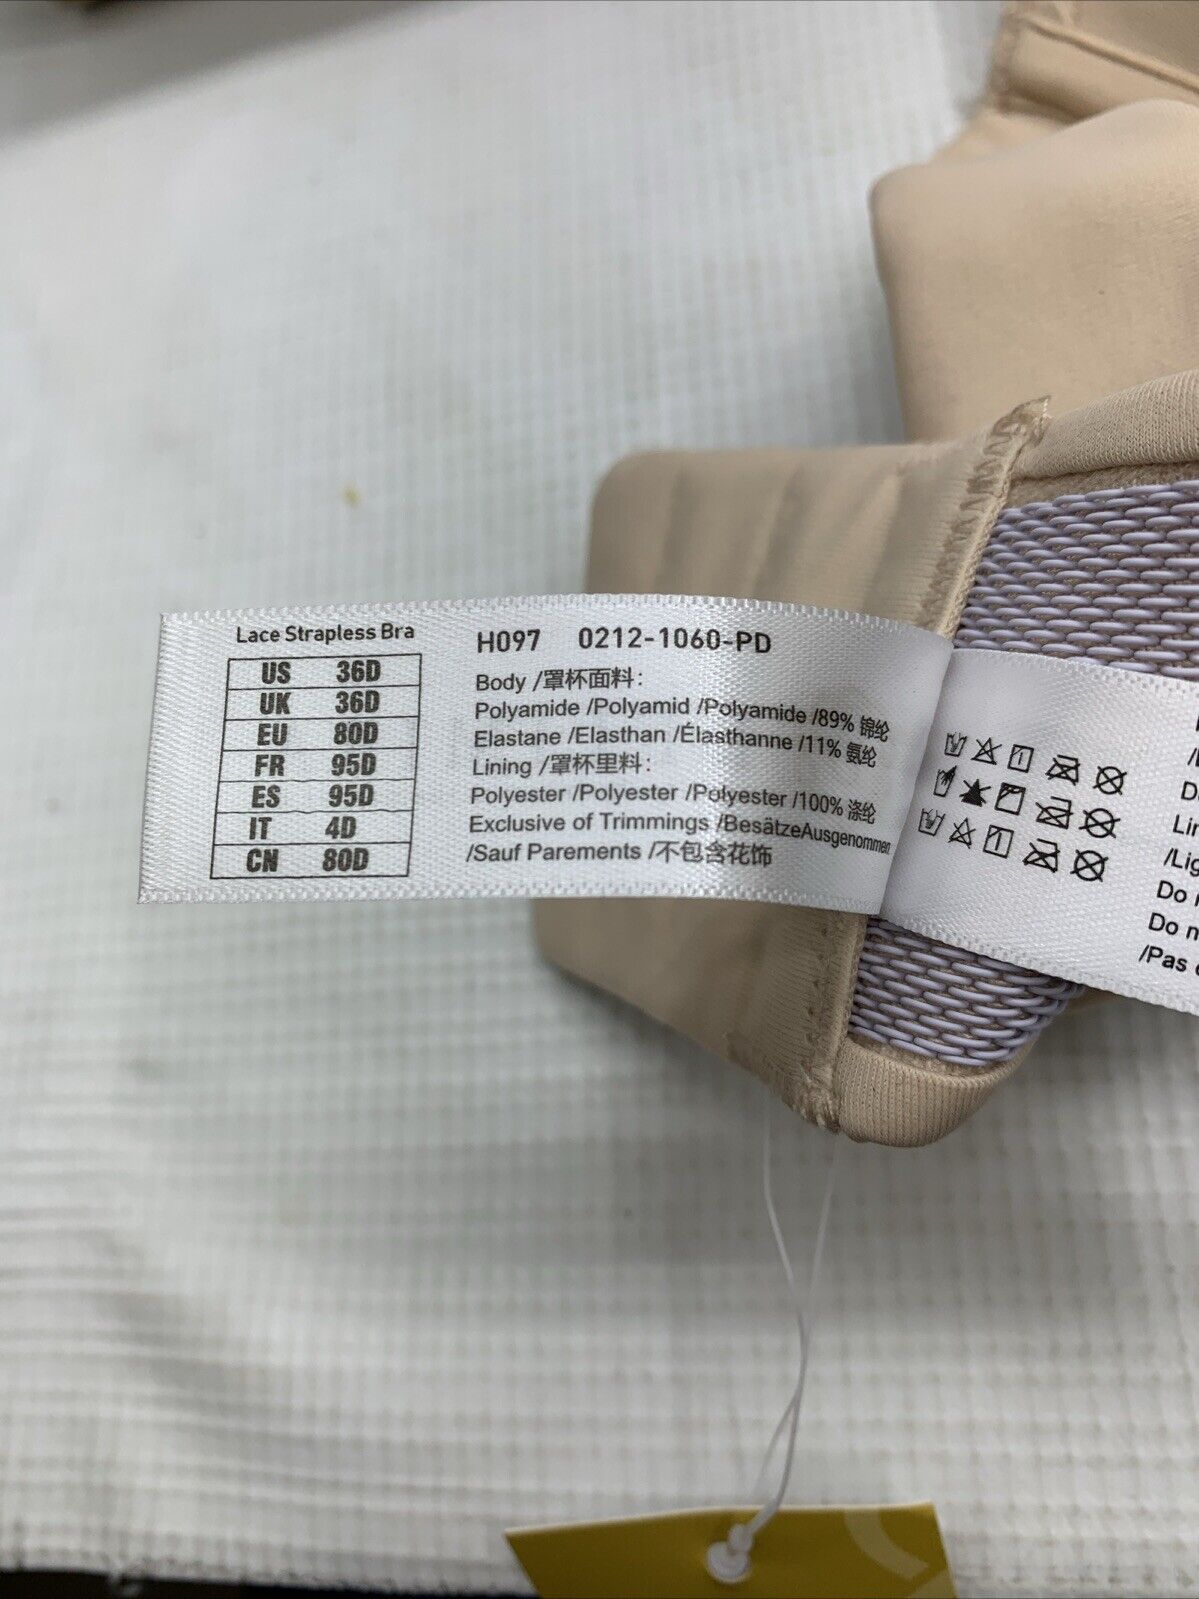 Lace Strapless Bra
US 36D
UK 36D
EU 80D
FR 95D
ES 95D
IT 4D
CN 80D
H097 0212-1060-PD
Body /罩杯面料:
Polyamide /Polyamid /Polyamide /89% 锦纶
Elastane /Elasthan /Élasthanne /11% 氨纶
Lining /罩杯里料:
Polyester /Polyester /Polyester /100% 涤纶
Exclusive of Trimmings /BesätzeAusgenommen
/Sauf Parements /不包含花饰
/Lig
Do
Do
/Pas